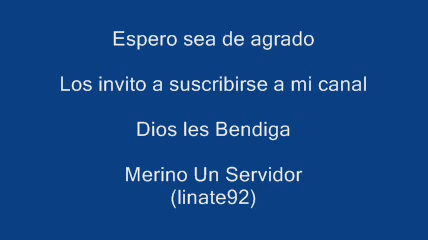 Espero sea de agrado
Los invito a suscribirse a mi canal
Dios les Bendiga
Merino Un Servidor
(linate92)